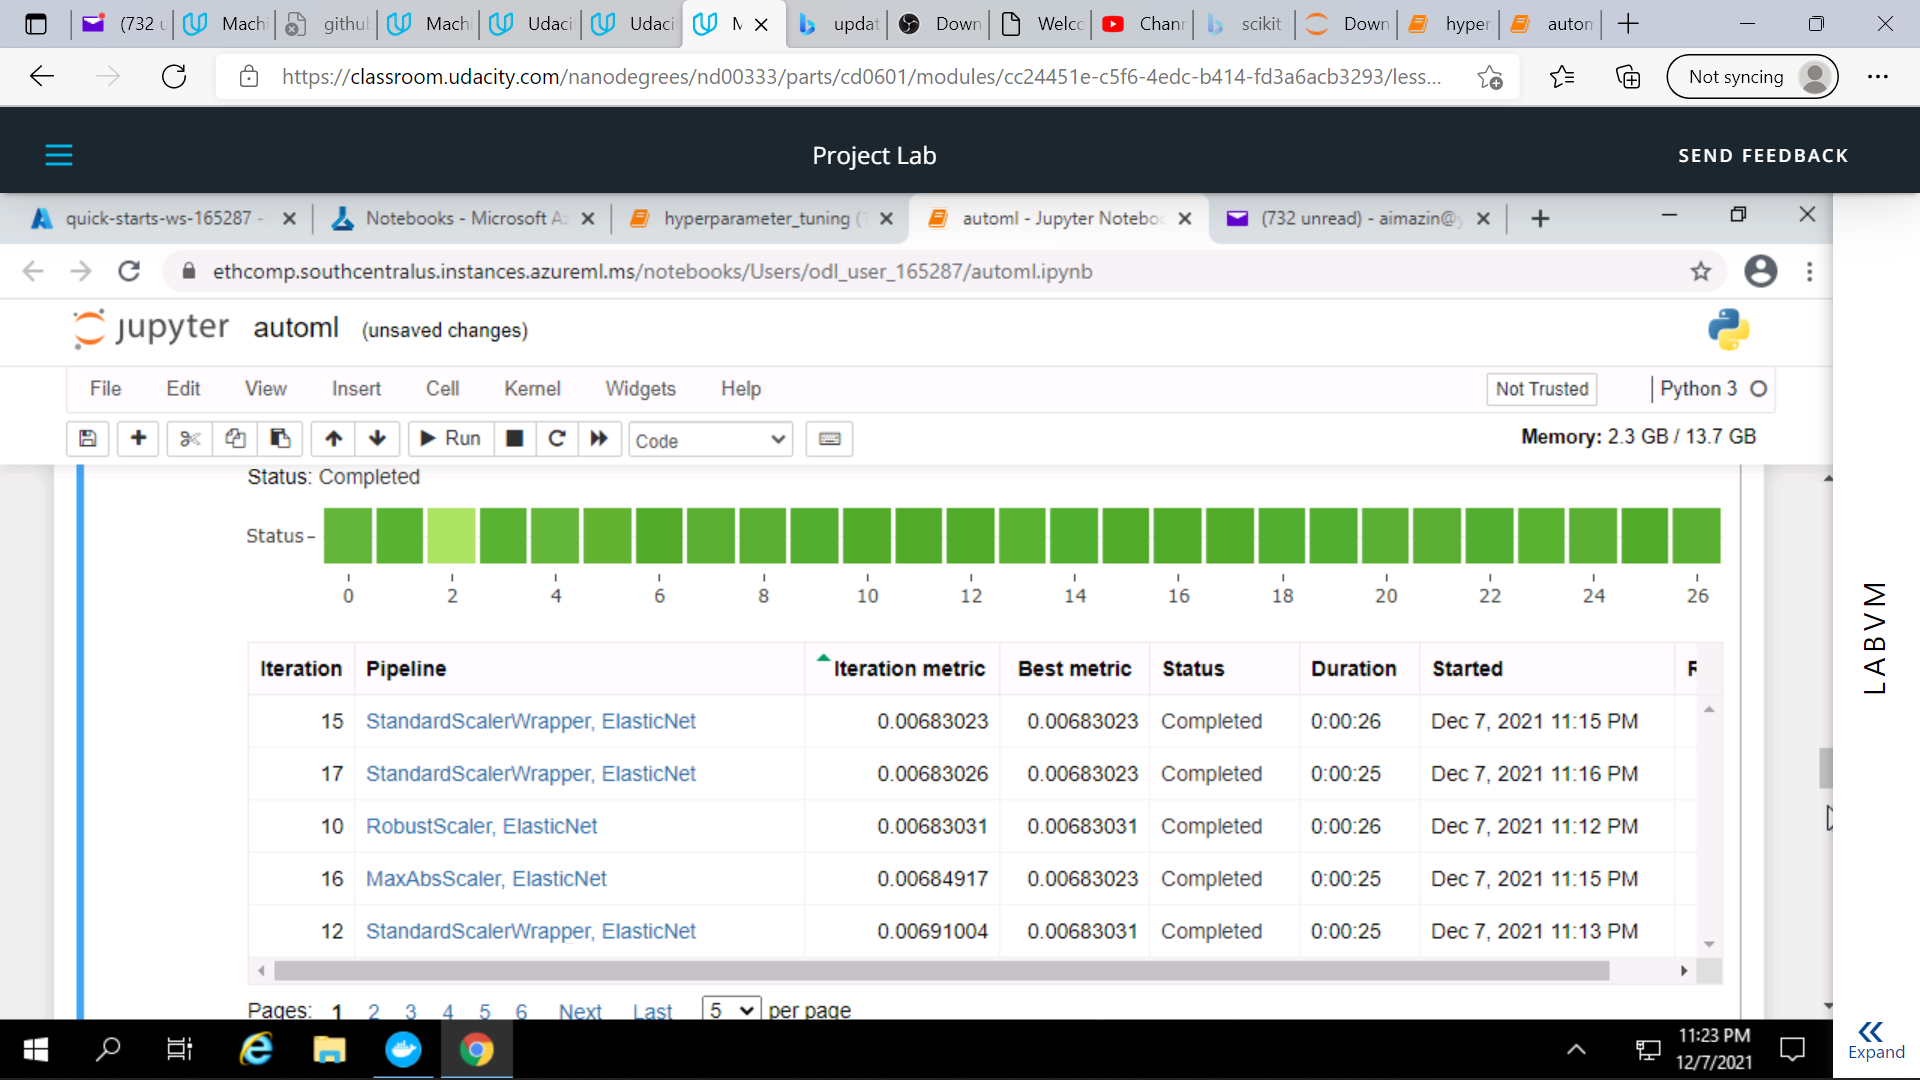 (732 u
Machi
githul
Machi
Udaci
Udaci
M
updat
Down
Welco
Chann
scikit
Down
hyper
autom
https://classroom.udacity.com/nanodegrees/nd00333/parts/cd0601/modules/cc24451e-c5f6-4edc-b414-fd3a6acb3293/less...
Not syncing
Project Lab
SEND FEEDBACK
quick-starts-ws-165287 -
Notebooks - Microsoft A
hyperparameter_tuning (
automl - Jupyter Noteboo
(732 unread) - aimazin@y
ethcomp.southcentralus.instances.azureml.ms/notebooks/Users/odl_user_165287/automl.ipynb
jupyter automl (unsaved changes)
File Edit View Insert Cell Kernel Widgets Help
Not Trusted
Python 3
Run
Code
Memory: 2.3 GB / 13.7 GB
Status: Completed
Status
0 2 4 6 8 10 12 14 16 18 20 22 24 26
Iteration Pipeline Iteration metric Best metric Status Duration Started
15 StandardScalerWrapper, ElasticNet 0.00683023 0.00683023 Completed 0:00:26 Dec 7, 2021 11:15 PM
17 StandardScalerWrapper, ElasticNet 0.00683026 0.00683023 Completed 0:00:25 Dec 7, 2021 11:16 PM
10 RobustScaler, ElasticNet 0.00683031 0.00683031 Completed 0:00:26 Dec 7, 2021 11:12 PM
16 MaxAbsScaler, ElasticNet 0.00684917 0.00683023 Completed 0:00:25 Dec 7, 2021 11:15 PM
12 StandardScalerWrapper, ElasticNet 0.00691004 0.00683031 Completed 0:00:25 Dec 7, 2021 11:13 PM
Pages: 1 2 3 4 5 6 Next Last 5 per page
LABVM
Expand
11:23 PM
12/7/2021